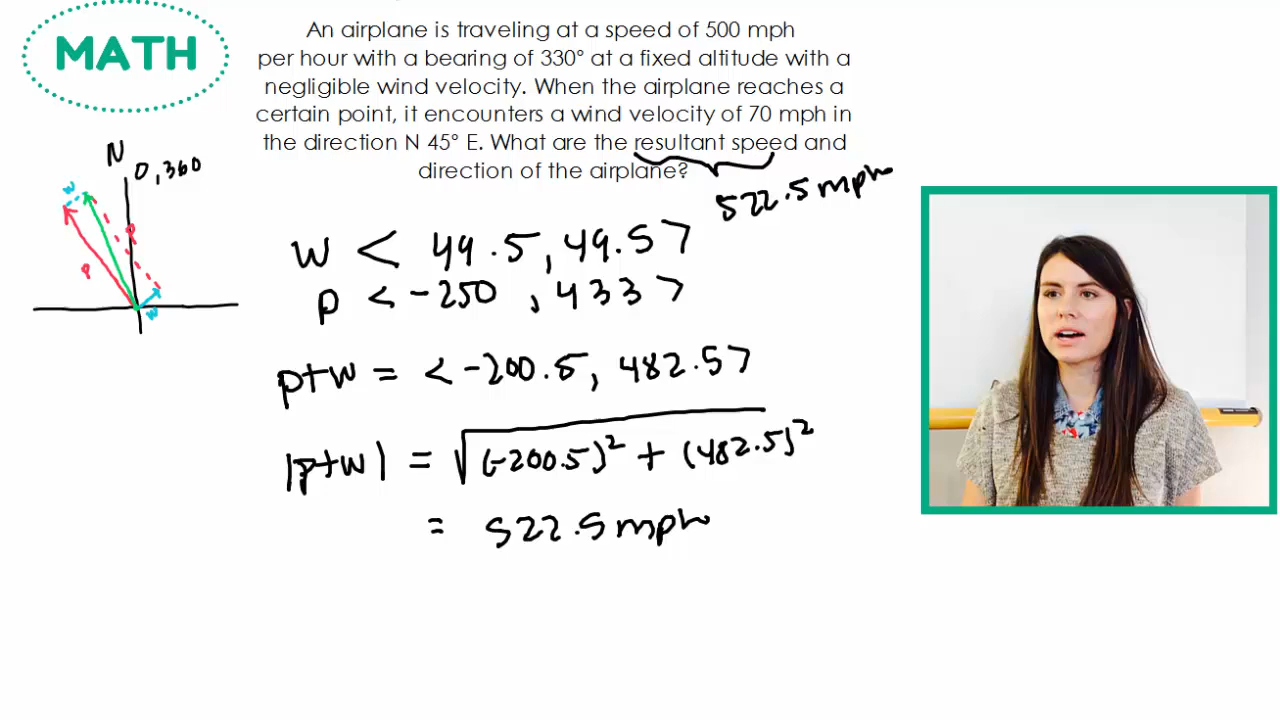 MATH
An airplane is traveling at a speed of 500 mph
per hour with a bearing of 330° at a fixed altitude with a
negligible wind velocity. When the airplane reaches a
certain point, it encounters a wind velocity of 70 mph in
the direction N 45° E. What are the resultant speed and
direction of the airplane?
522.5 mph
N
0,360
w
p
p
w
w < 49.5, 49.5>
p < -250, 433>
p+w = < -200.5, 482.5>
|p+w| = √(-200.5)² + (482.5)²
= 522.5 mph